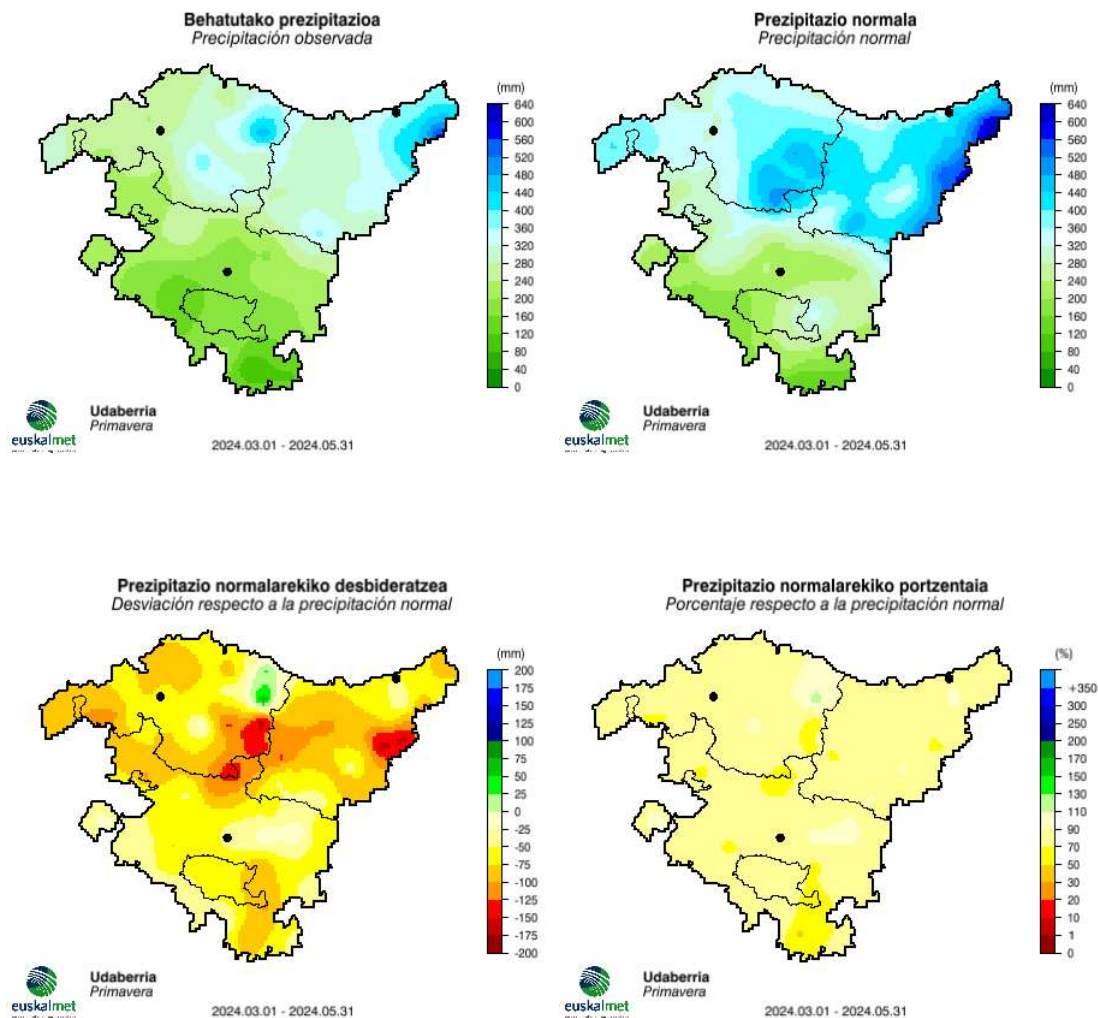 Behatutako prezipitazioa
Precipitación observada
(mm)
640
600
560
520
480
440
400
360
320
280
240
200
160
120
80
40
0
Udaberria
Primavera
euskalmet
2024.03.01 - 2024.05.31
Prezipitazio normala
Precipitación normal
(mm)
640
600
560
520
480
440
400
360
320
280
240
200
160
120
80
40
0
Udaberria
Primavera
euskalmet
2024.03.01 - 2024.05.31
Prezipitazio normalarekiko desbideratzea
Desviación respecto a la precipitación normal
(mm)
200
175
150
125
100
75
50
25
0
-25
-50
-75
-100
-125
-150
-175
-200
Udaberria
Primavera
euskalmet
2024.03.01 - 2024.05.31
Prezipitazio normalarekiko portzentaia
Porcentaje respecto a la precipitación normal
(%)
+350
300
250
200
170
150
130
110
90
70
50
30
20
10
1
0
Udaberria
Primavera
euskalmet
2024.03.01 - 2024.05.31